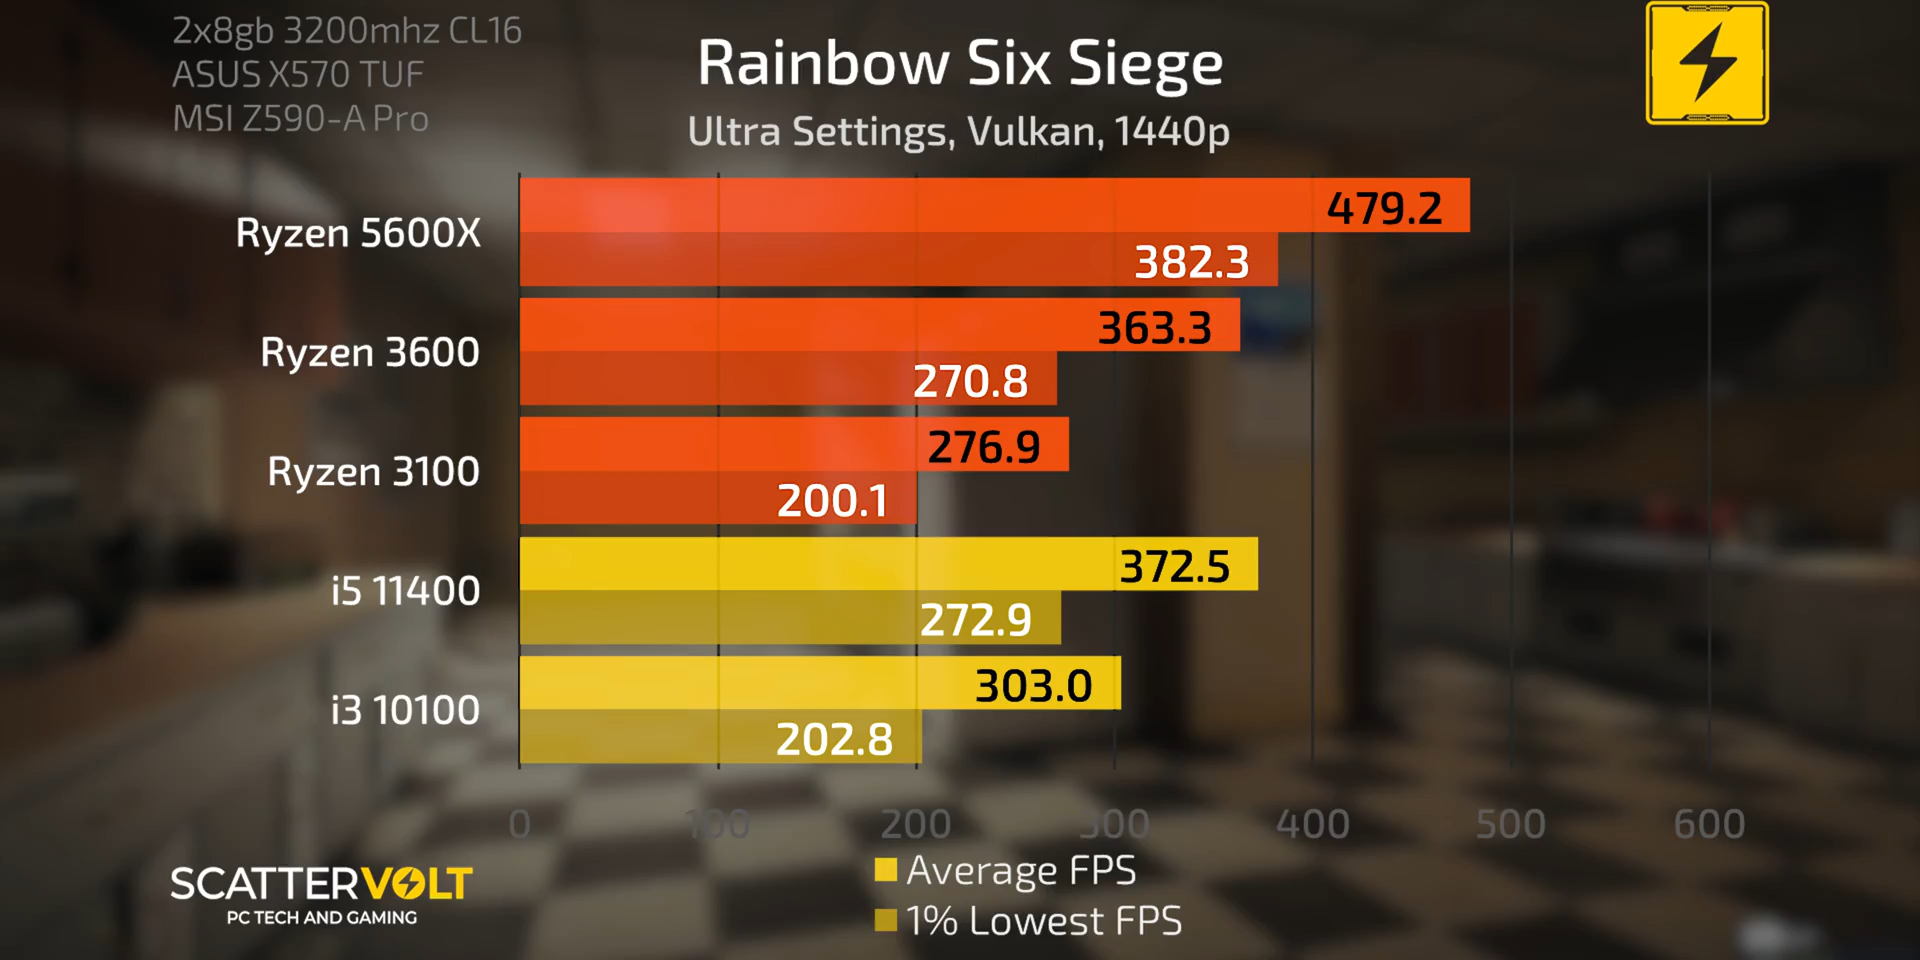 2x8gb 3200mhz CL16
ASUS X570 TUF
MSI Z590-A Pro
Rainbow Six Siege
Ultra Settings, Vulkan, 1440p
Ryzen 5600X
479.2
382.3
Ryzen 3600
363.3
270.8
Ryzen 3100
276.9
200.1
i5 11400
372.5
272.9
i3 10100
303.0
202.8
0 100 200 300 400 500 600
Average FPS
1% Lowest FPS
SCATTERVOLT
PC TECH AND GAMING